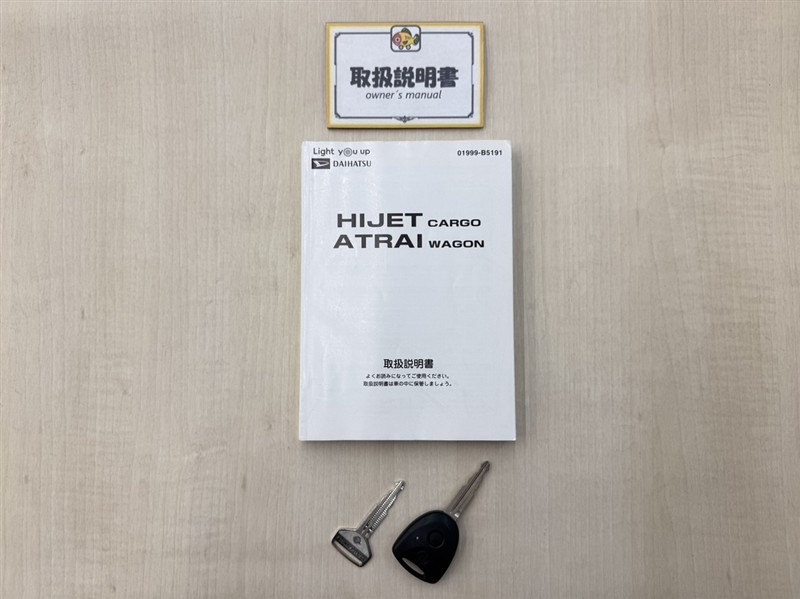 取扱説明書
owner's manual
Light you up
DAIHATSU
01999-B5191
HIJET CARGO
ATRAI WAGON
取扱説明書
よくお読みになってご使用ください。
取扱説明書は車の中に保管しましょう。